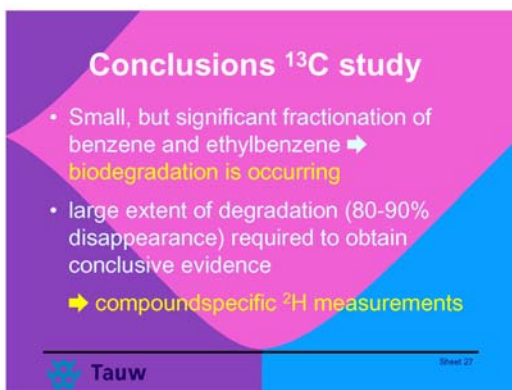 Conclusions ¹³C study
• Small, but significant fractionation of
benzene and ethylbenzene ➡
biodegradation is occurring
• large extent of degradation (80-90%
disappearance) required to obtain
conclusive evidence
➡ compoundspecific ²H measurements
Tauw
Sheet 27